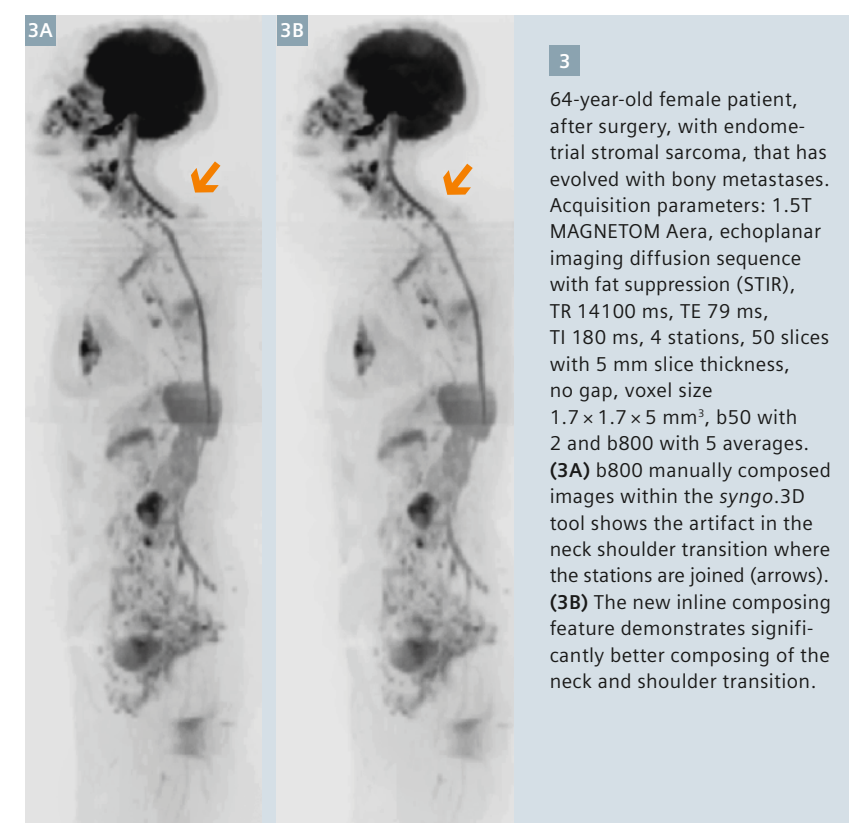 3A
3B
3
64-year-old female patient,
after surgery, with endome-
trial stromal sarcoma, that has
evolved with bony metastases.
Acquisition parameters: 1.5T
MAGNETOM Aera, echoplanar
imaging diffusion sequence
with fat suppression (STIR),
TR 14100 ms, TE 79 ms,
TI 180 ms, 4 stations, 50 slices
with 5 mm slice thickness,
no gap, voxel size
1.7 × 1.7 × 5 mm³, b50 with
2 and b800 with 5 averages.
(3A) b800 manually composed
images within the syngo.3D
tool shows the artifact in the
neck shoulder transition where
the stations are joined (arrows).
(3B) The new inline composing
feature demonstrates signifi-
cantly better composing of the
neck and shoulder transition.